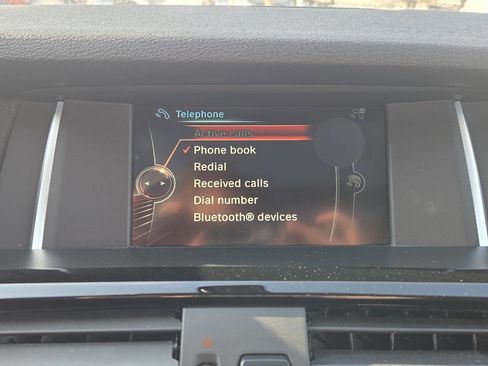 Telephone
Active calls
Phone book
Redial
Received calls
Dial number
Bluetooth® devices